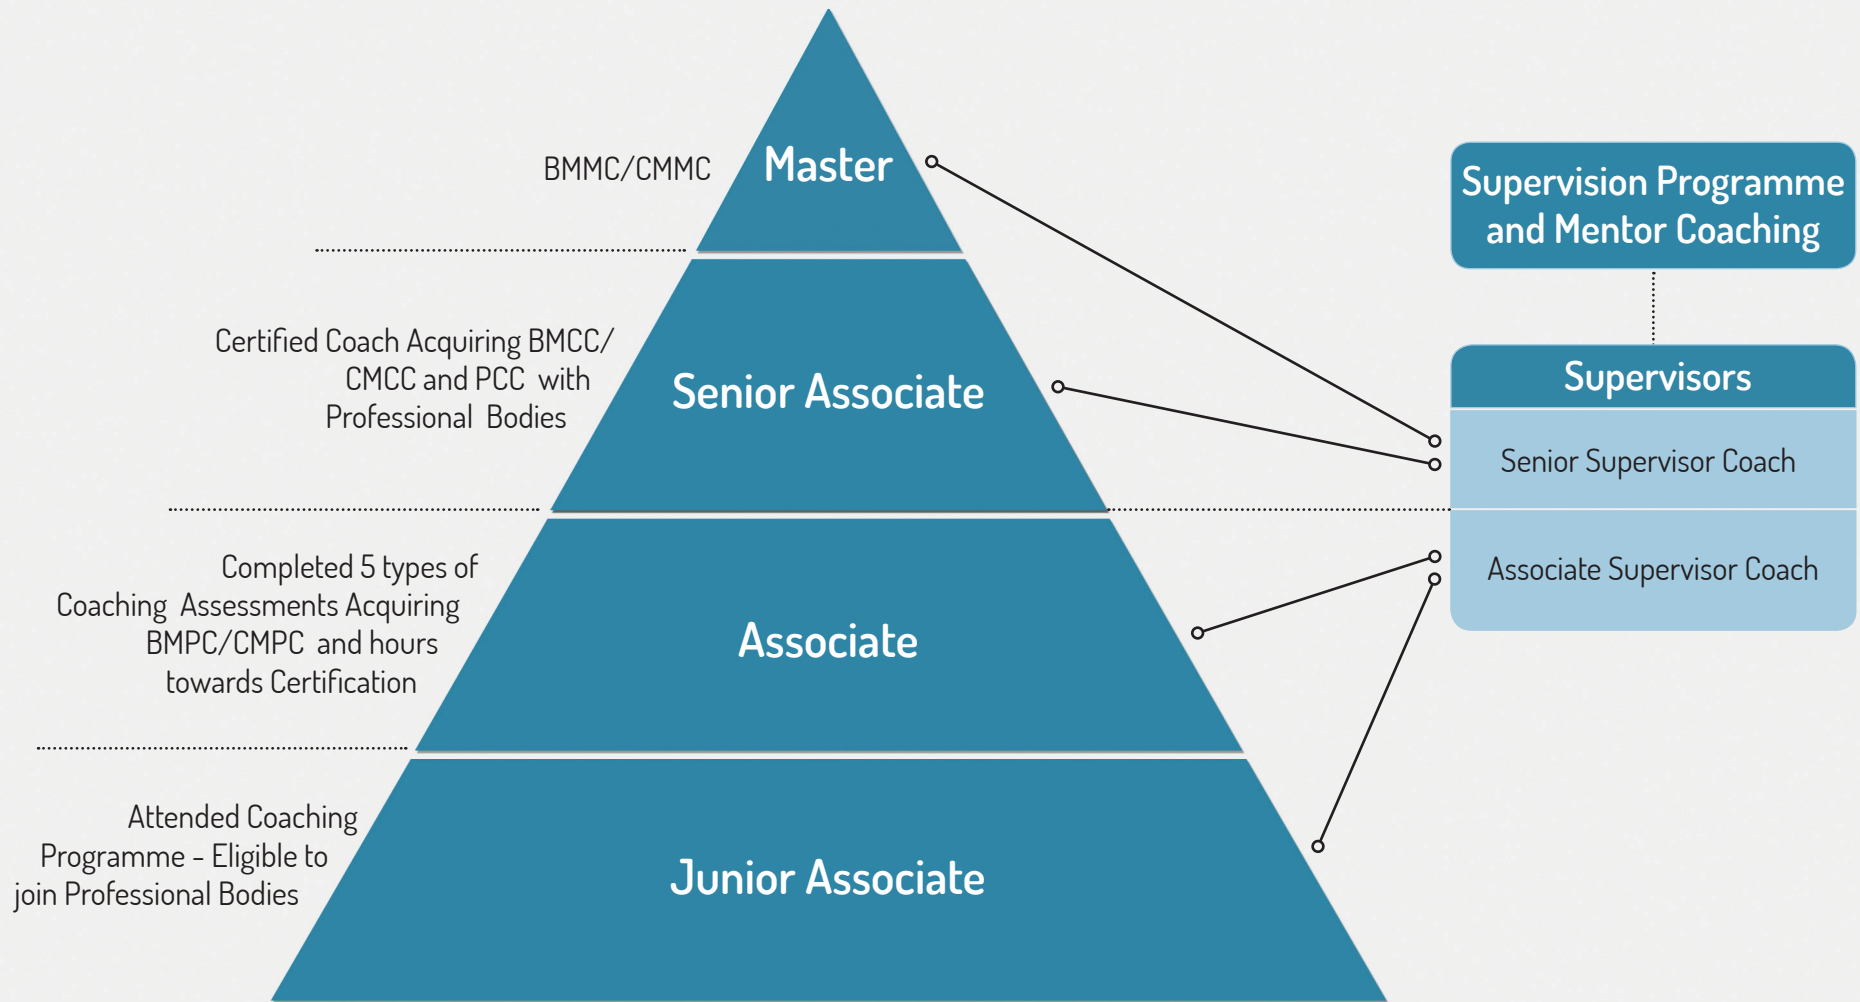 BMMC/CMMC
Master
Certified Coach Acquiring BMCC/
CMCC and PCC with
Professional Bodies
Senior Associate
Completed 5 types of
Coaching Assessments Acquiring
BMPC/CMPC and hours
towards Certification
Associate
Attended Coaching
Programme - Eligible to
join Professional Bodies
Junior Associate
Supervision Programme
and Mentor Coaching
Supervisors
Senior Supervisor Coach
Associate Supervisor Coach